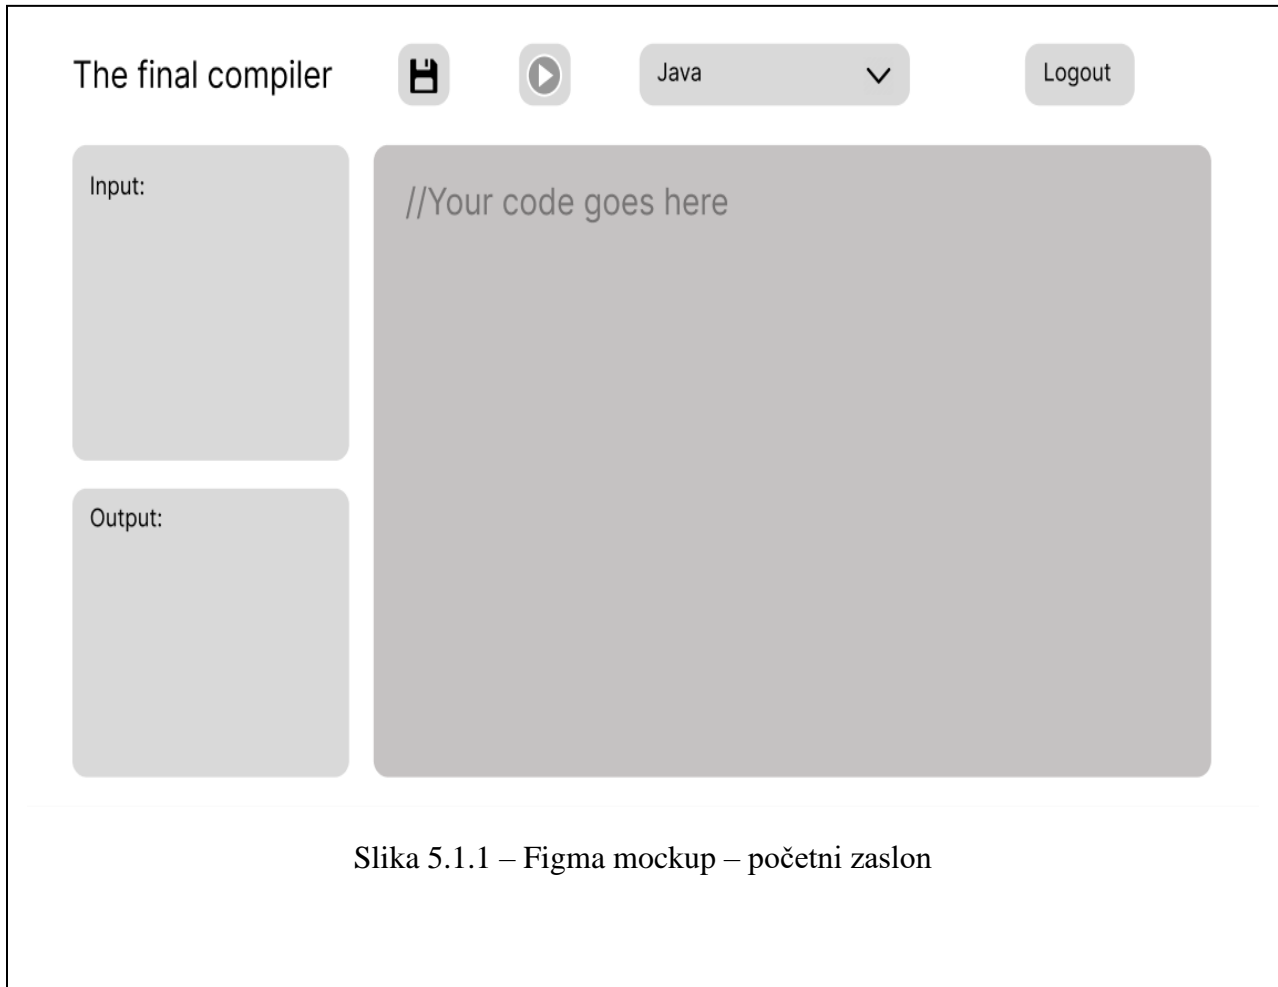 The final compiler
Java
Logout
Input:
//Your code goes here
Output:
Slika 5.1.1 – Figma mockup – početni zaslon